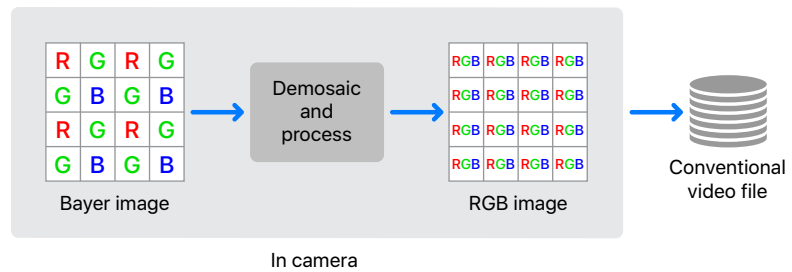 R G R G
G B G B
R G R G
G B G B
Bayer image
Demosaic
and
process
RGB RGB RGB RGB
RGB RGB RGB RGB
RGB RGB RGB RGB
RGB RGB RGB RGB
RGB image
Conventional
video file
In camera